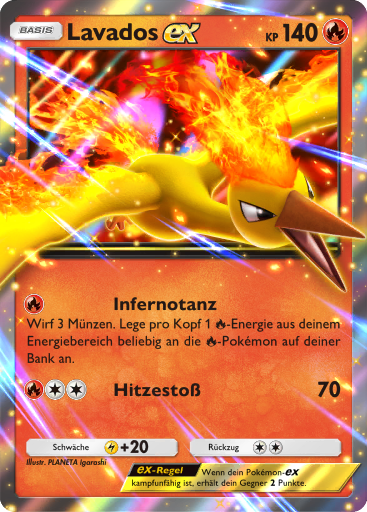 BASIS Lavados ex KP 140
Infernotanz
Wirf 3 Münzen. Lege pro Kopf 1 -Energie aus deinem
Energiebereich beliebig an die -Pokémon auf deiner
Bank an.
Hitzestoß 70
Schwäche +20 Rückzug
Illustr. PLANETA Igarashi
ex-Regel Wenn dein Pokémon-ex
kampfunfähig ist, erhält dein Gegner 2 Punkte.